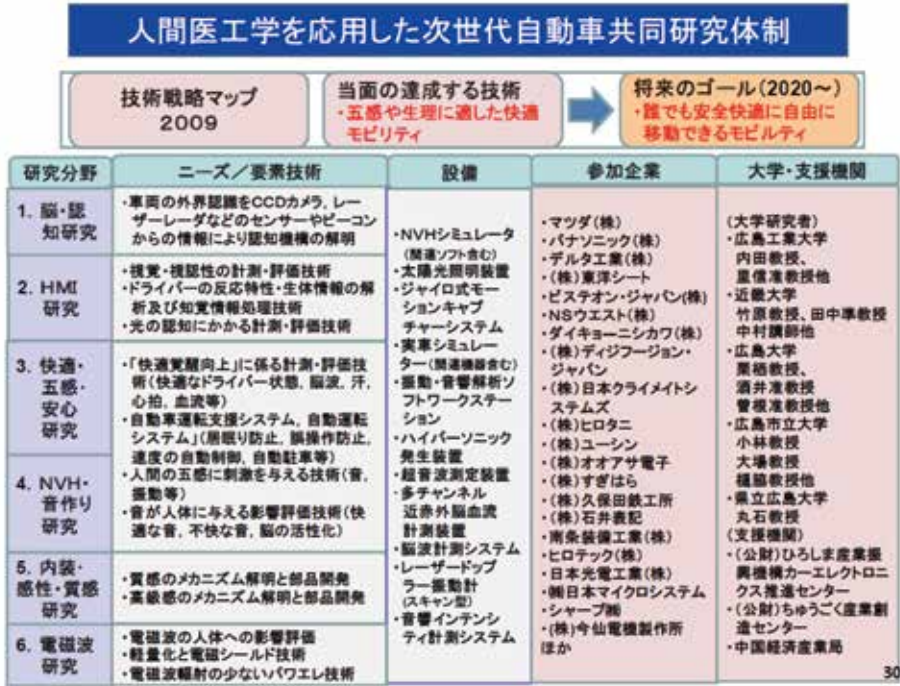 人間医工学を応用した次世代自動車共同研究体制
技術戦略マップ
2009
当面の達成する技術
・五感や生理に適した快適
モビリティ
将来のゴール(2020～)
・誰でも安全快適に自由に
移動できるモビルティ
研究分野
ニーズ／要素技術
設備
参加企業
大学・支援機関
1. 脳・認
知研究
・車両の外界認識をCCDカメラ, レー
ザーレーダなどのセンサーやビーコン
からの情報により認知機構の解明
2. HMI
研究
・視覚・視認性の計測・評価技術
・ドライバーの反応特性・生体情報の解
析及び知覚情報処理技術
・光の認知にかかる計測・評価技術
3. 快適・
五感・
安心
研究
・「快適覚醒向上」に係る計測・評価技
術(快適なドライバー状態, 脳波, 汗,
心拍, 血流等)
・自動車運転支援システム, 自動運転
システム」(居眠り防止, 誤操作防止,
速度の自動制御, 自動駐車等)
4. NVH・
音作り
研究
・人間の五感に刺激を与える技術(音,
振動等)
・音が人体に与える影響評価技術(快
適な音, 不快な音, 脳の活性化)
5. 内装・
感性・質感
研究
・質感のメカニズム解明と部品開発
・高級感のメカニズム解明と部品開発
6. 電磁波
研究
・電磁波の人体への影響評価
・軽量化と電磁シールド技術
・電磁波輻射の少ないパワエレ技術
・NVHシミュレータ
(関連ソフト含む)
・太陽光照明装置
・ジャイロ式モー
ションキャプ
チャーシステム
・実車シミュレー
ター(関連機器含む)
・振動・音響解析ソ
フトワークステー
ション
・ハイパーソニック
発生装置
・超音波測定装置
・多チャンネル
近赤外脳血流
計測装置
・脳波計測システム
・レーザードップ
ラー振動計
(スキャン型)
・音響インテンシ
ティ計測システム
・マツダ(株)
・パナソニック(株)
・デルタ工業(株)
・(株)東洋シート
・ビステオン・ジャパン(株)
・NSウエスト(株)
・ダイキョーニシカワ(株)
・(株)ディジフュージョン・
ジャパン
・(株)日本クライメイトシ
ステムズ
・(株)ヒロタニ
・(株)ユーシン
・(株)オオアサ電子
・(株)すぎはら
・(株)久保田鉄工所
・(株)石井表記
・南条装備工業(株)
・ヒロテック(株)
・日本光電工業(株)
・㈱日本マイクロシステム
・シャープ㈱
・(株)今仙電機製作所
ほか
(大学研究者)
・広島工業大学
内田教授、
星信准教授他
・近畿大学
竹原教授、田中準教授
中村講師他
・広島大学
栗栖教授、
酒井准教授
曽根准教授他
・広島市立大学
小林教授
大場教授
樋脇教授他
・県立広島大学
丸石教授
(支援機関)
・(公財)ひろしま産業振
興機構カーエレクトロニ
クス推進センター
・(公財)ちゅうごく産業創
造センター
・中国経済産業局
30